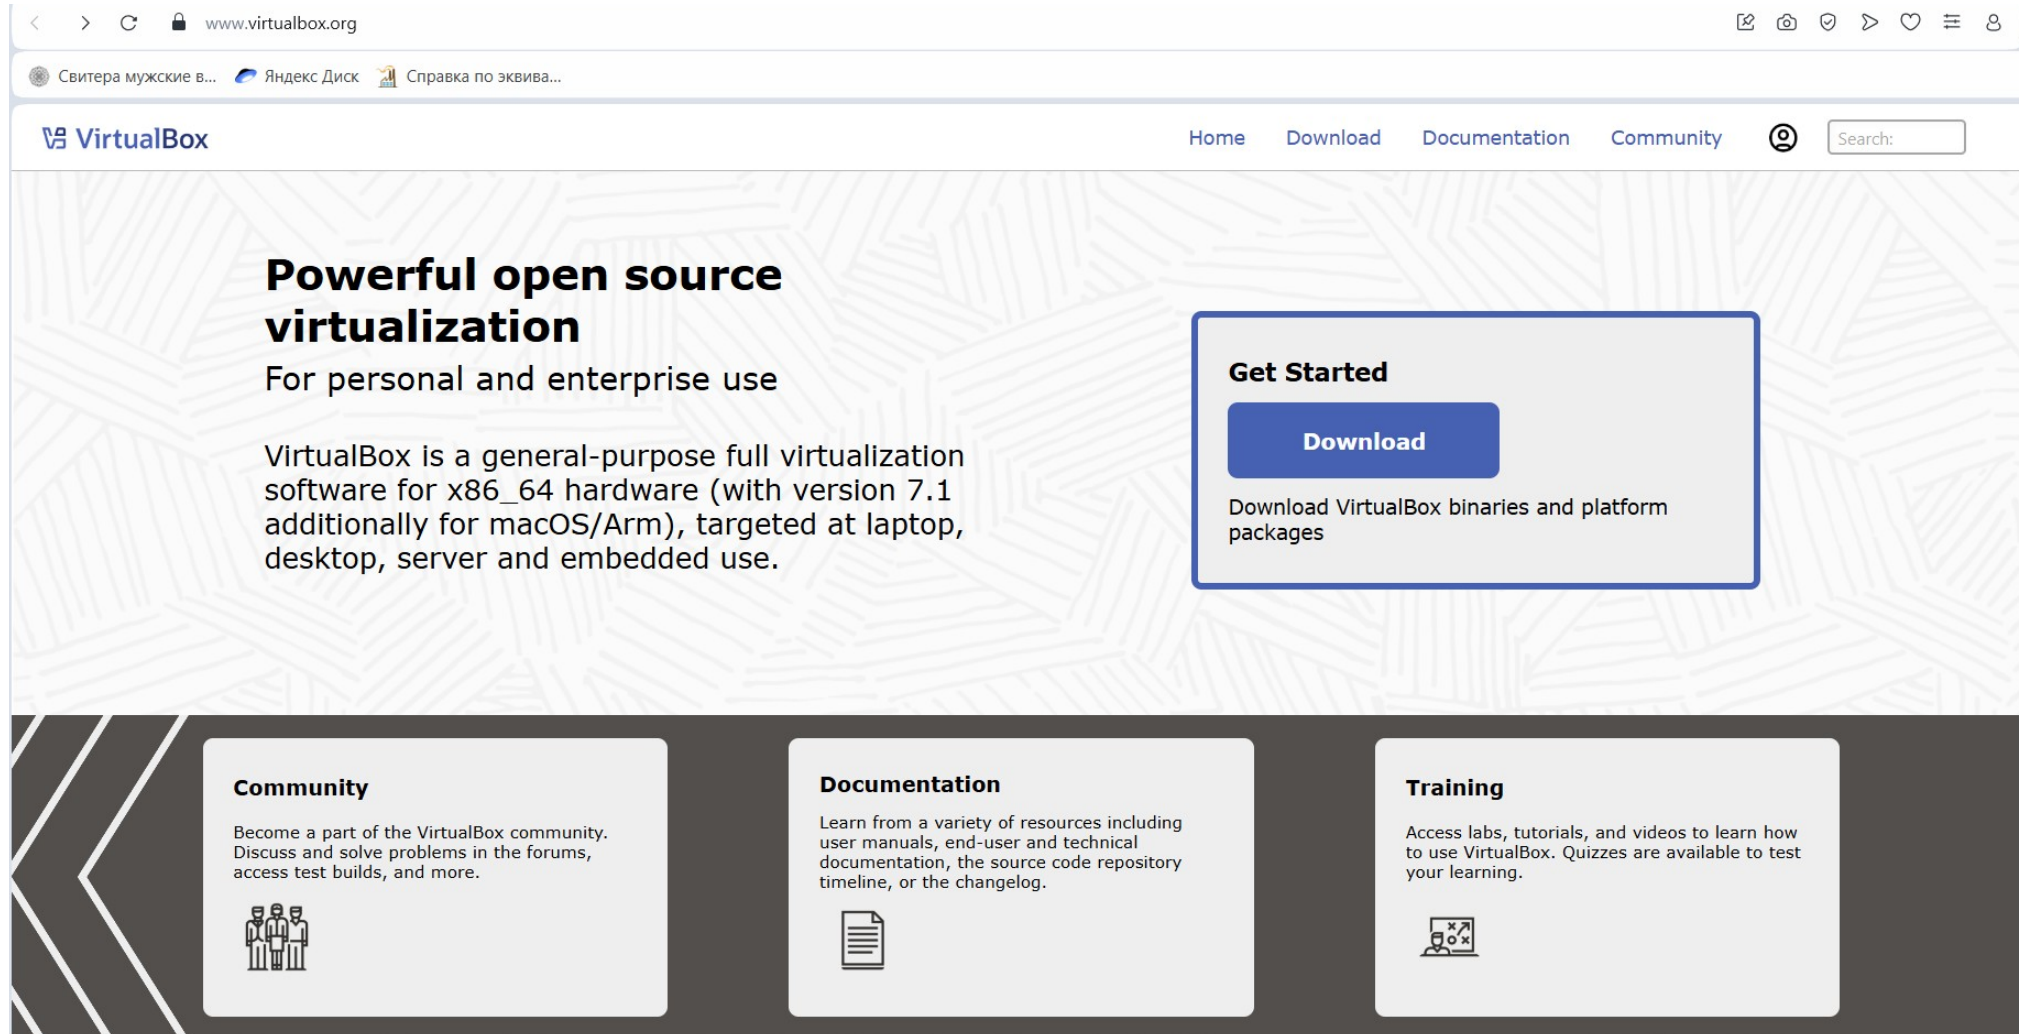 www.virtualbox.org
Свитера мужские в... Яндекс Диск Справка по эквива...
VirtualBox Home Download Documentation Community Search:
Powerful open source
virtualization
For personal and enterprise use
VirtualBox is a general-purpose full virtualization
software for x86_64 hardware (with version 7.1
additionally for macOS/Arm), targeted at laptop,
desktop, server and embedded use.
Get Started
Download
Download VirtualBox binaries and platform
packages
Community
Become a part of the VirtualBox community.
Discuss and solve problems in the forums,
access test builds, and more.
Documentation
Learn from a variety of resources including
user manuals, end-user and technical
documentation, the source code repository
timeline, or the changelog.
Training
Access labs, tutorials, and videos to learn how
to use VirtualBox. Quizzes are available to test
your learning.